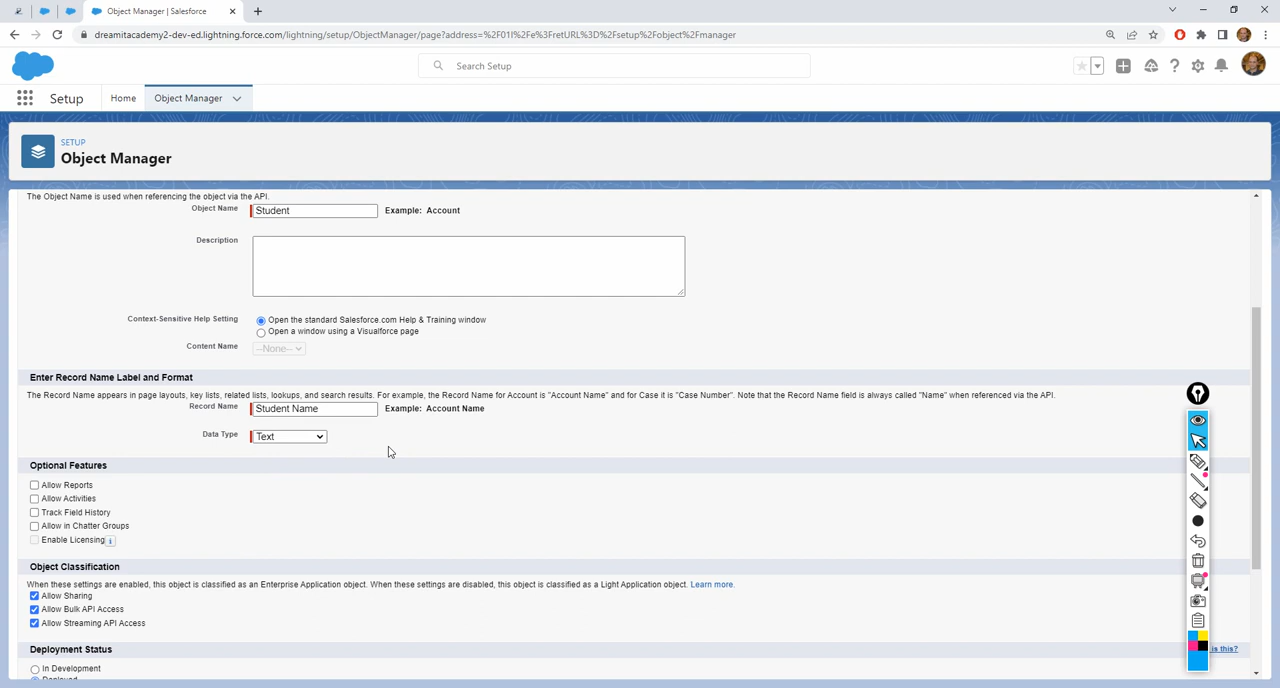 Object Manager | Salesforce
dreamitacademy2-dev-ed.lightning.force.com/lightning/setup/ObjectManager/page?address=%2F01I%2Fe%3FretURL%3D%2Fsetup%2Fobject%2Fmanager
Search Setup
Setup
Home
Object Manager
SETUP
Object Manager
The Object Name is used when referencing the object via the API.
Object Name Student Example: Account
Description
Context-Sensitive Help Setting Open the standard Salesforce.com Help & Training window
Open a window using a Visualforce page
Content Name --None--
Enter Record Name Label and Format
The Record Name appears in page layouts, key lists, related lists, lookups, and search results. For example, the Record Name for Account is "Account Name" and for Case it is "Case Number". Note that the Record Name field is always called "Name" when referenced via the API.
Record Name Student Name Example: Account Name
Data Type Text
Optional Features
Allow Reports
Allow Activities
Track Field History
Allow in Chatter Groups
Enable Licensing i
Object Classification
When these settings are enabled, this object is classified as an Enterprise Application object. When these settings are disabled, this object is classified as a Light Application object. Learn more.
Allow Sharing
Allow Bulk API Access
Allow Streaming API Access
Deployment Status
is this?
In Development
Deployed